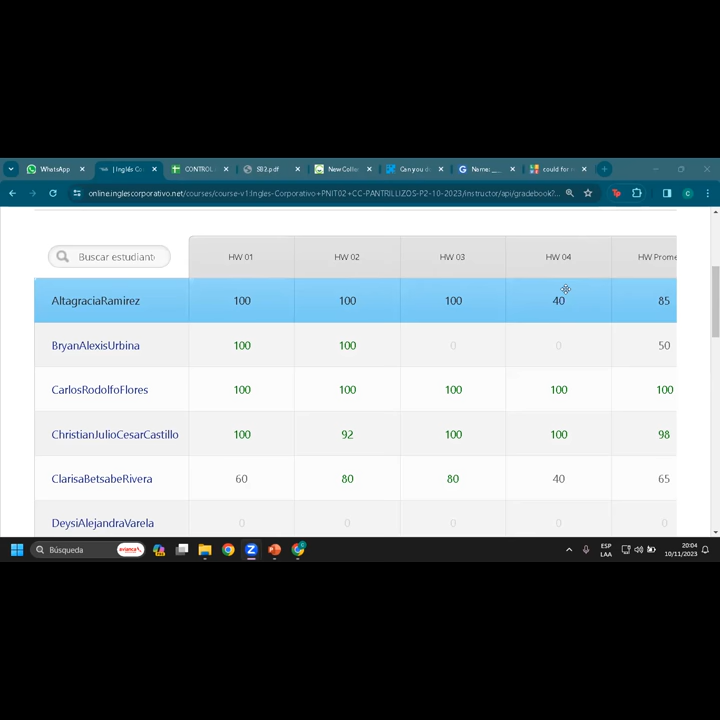 WhatsApp | Inglés Co CONTROL SB2.pdf New Colle Can you d Name: ___ could for n
online.inglescorporativo.net/courses/course-v1:Ingles-Corporativo+PNIT02+CC-PANTRILLIZOS-P2-10-2023/instructor/api/gradebook?...
Buscar estudiant HW 01 HW 02 HW 03 HW 04 HW Prome
AltagraciaRamirez 100 100 100 40 85
BryanAlexisUrbina 100 100 0 0 50
CarlosRodolfoFlores 100 100 100 100 100
ChristianJulioCesarCastillo 100 92 100 100 98
ClarisaBetsabeRivera 60 80 80 40 65
DeysiAlejandraVarela 0 0 0 0 0
Búsqueda avianca ESP 20:04
LAA 10/11/2023